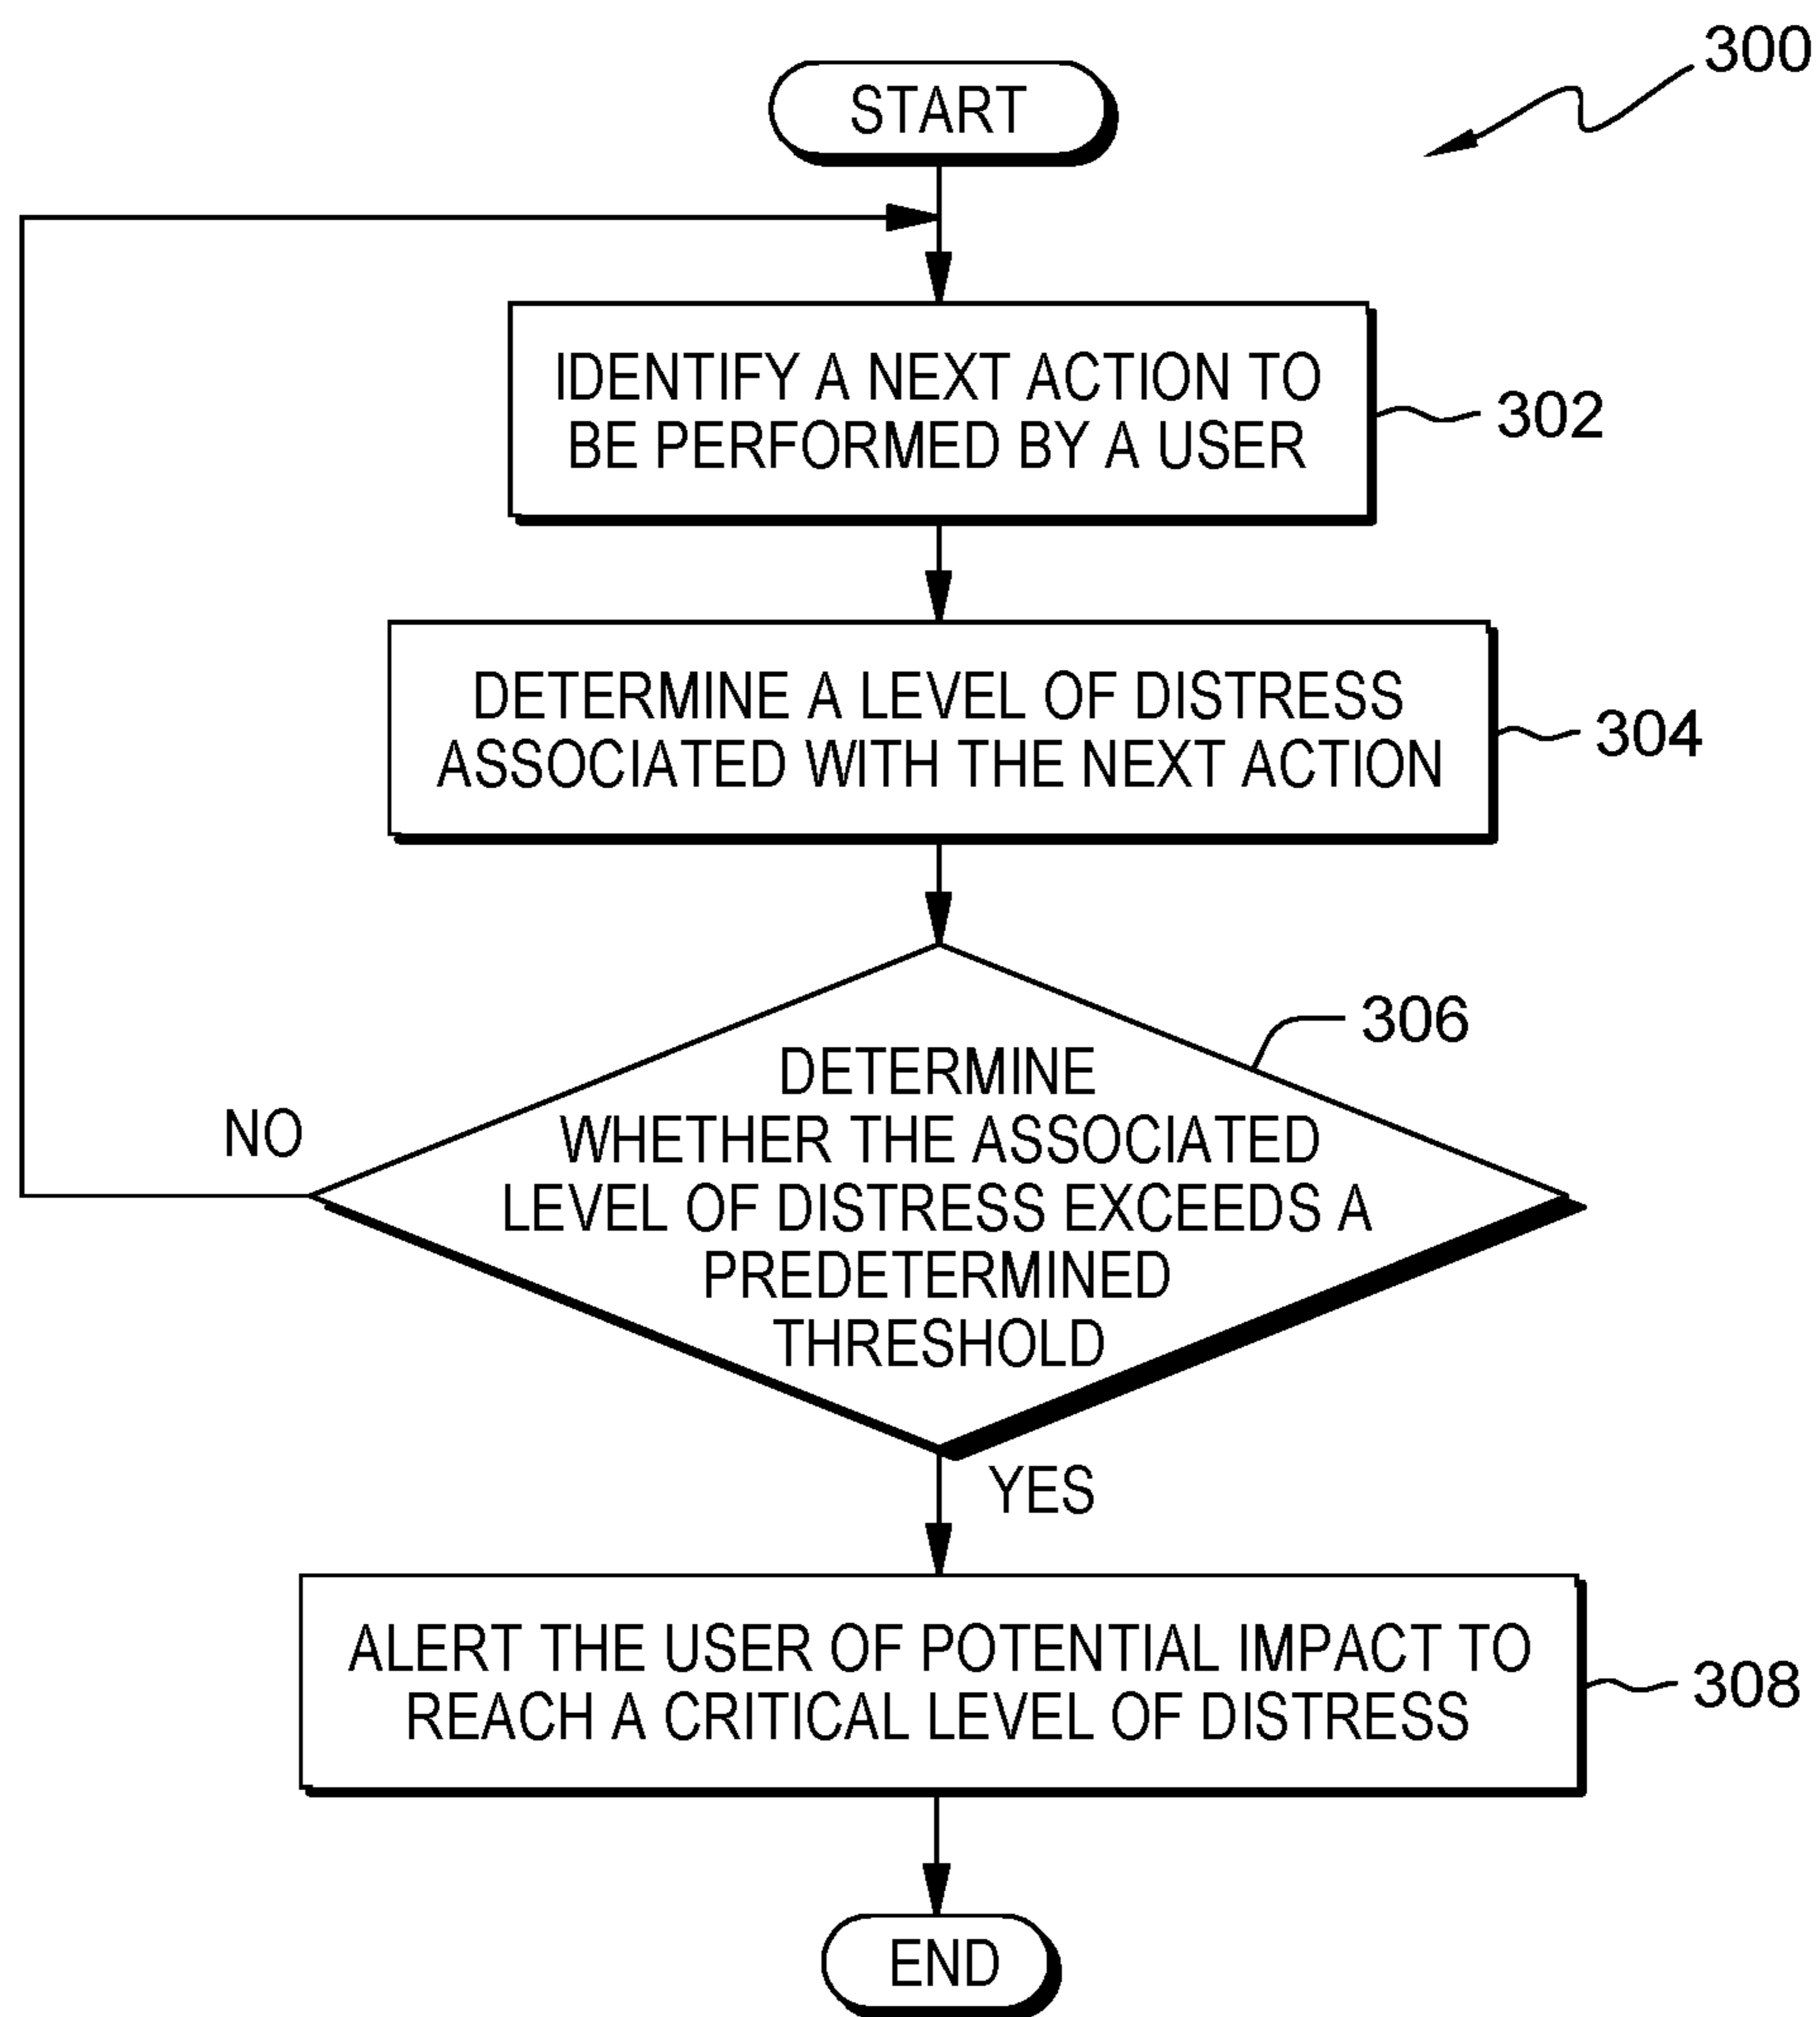 300
START
IDENTIFY A NEXT ACTION TO
BE PERFORMED BY A USER
302
DETERMINE A LEVEL OF DISTRESS
ASSOCIATED WITH THE NEXT ACTION
304
306
DETERMINE
WHETHER THE ASSOCIATED
LEVEL OF DISTRESS EXCEEDS A
PREDETERMINED
THRESHOLD
NO
YES
ALERT THE USER OF POTENTIAL IMPACT TO
REACH A CRITICAL LEVEL OF DISTRESS
308
END